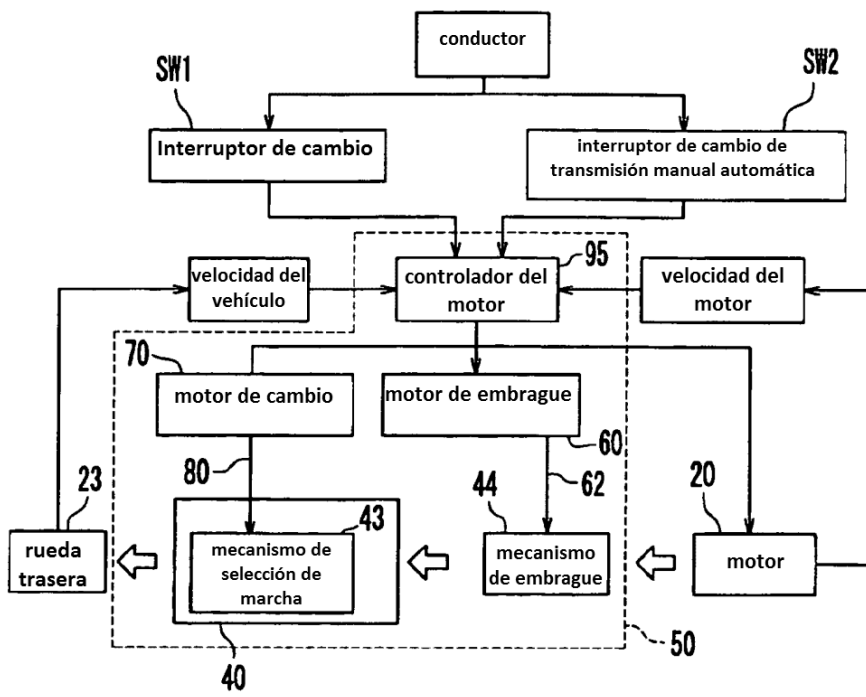 conductor
SW1
SW2
Interruptor de cambio
interruptor de cambio de
transmisión manual automática
95
velocidad del
vehículo
controlador del
motor
velocidad del
motor
70
motor de cambio
motor de embrague
60
80
62
23
43
44
20
rueda
trasera
mecanismo de
selección de
marcha
mecanismo
de embrague
motor
40
50